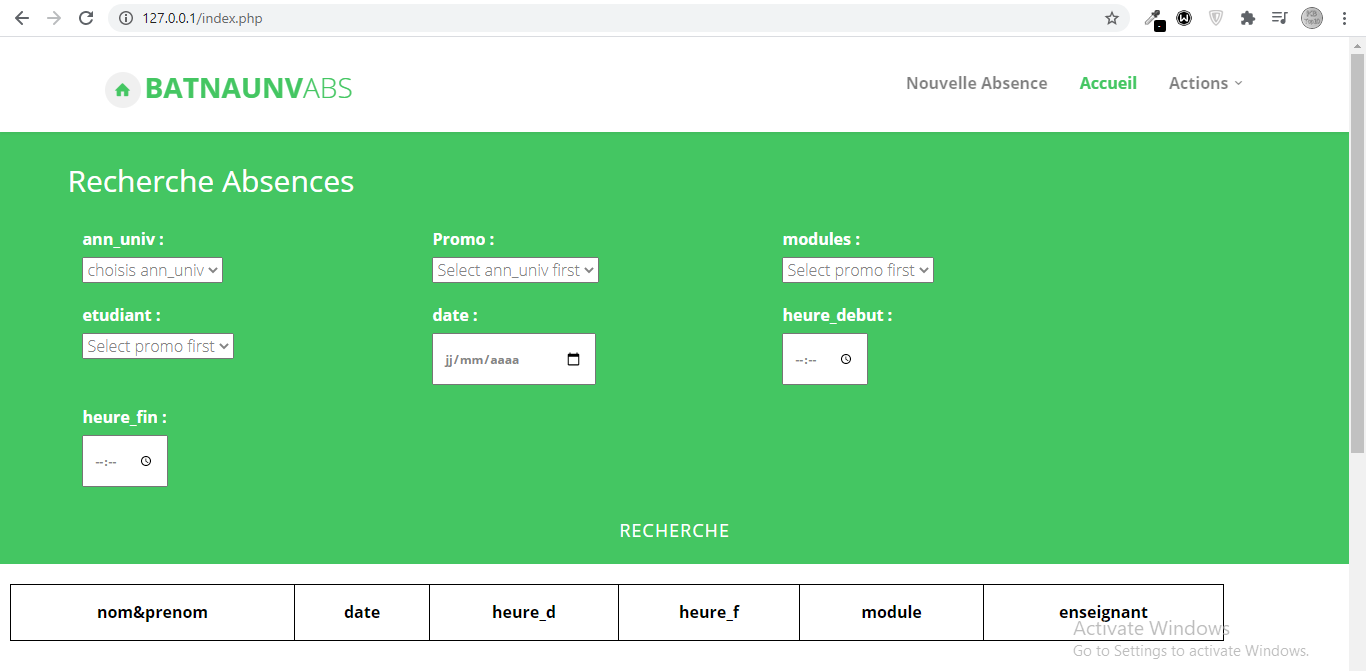 127.0.0.1/index.php
BATNAUNVABS
Nouvelle Absence Accueil Actions
Recherche Absences
ann_univ : Promo : modules :
choisis ann_univ Select ann_univ first Select promo first
etudiant : date : heure_debut :
Select promo first jj/mm/aaaa --:--
heure_fin :
--:--
RECHERCHE
nom&prenom date heure_d heure_f module enseignant
Activate Windows
Go to Settings to activate Windows.